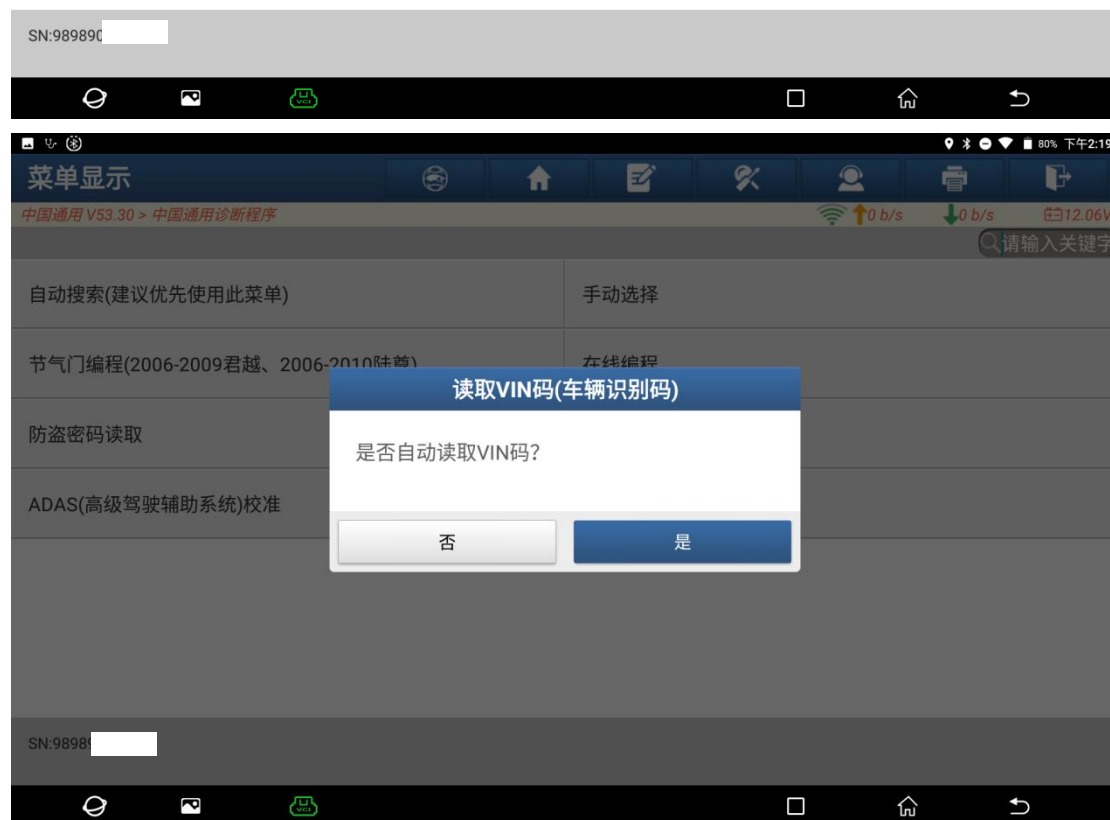 SN:989890
80% 下午2:19
菜单显示
中国通用 V53.30 > 中国通用诊断程序
0 b/s
0 b/s
12.06V
请输入关键字
自动搜索(建议优先使用此菜单)
手动选择
节气门编程(2006-2009君越、2006-2010陆尊)
在线编程
读取VIN码(车辆识别码)
防盗密码读取
是否自动读取VIN码?
ADAS(高级驾驶辅助系统)校准
否
是
SN:98989
VCI